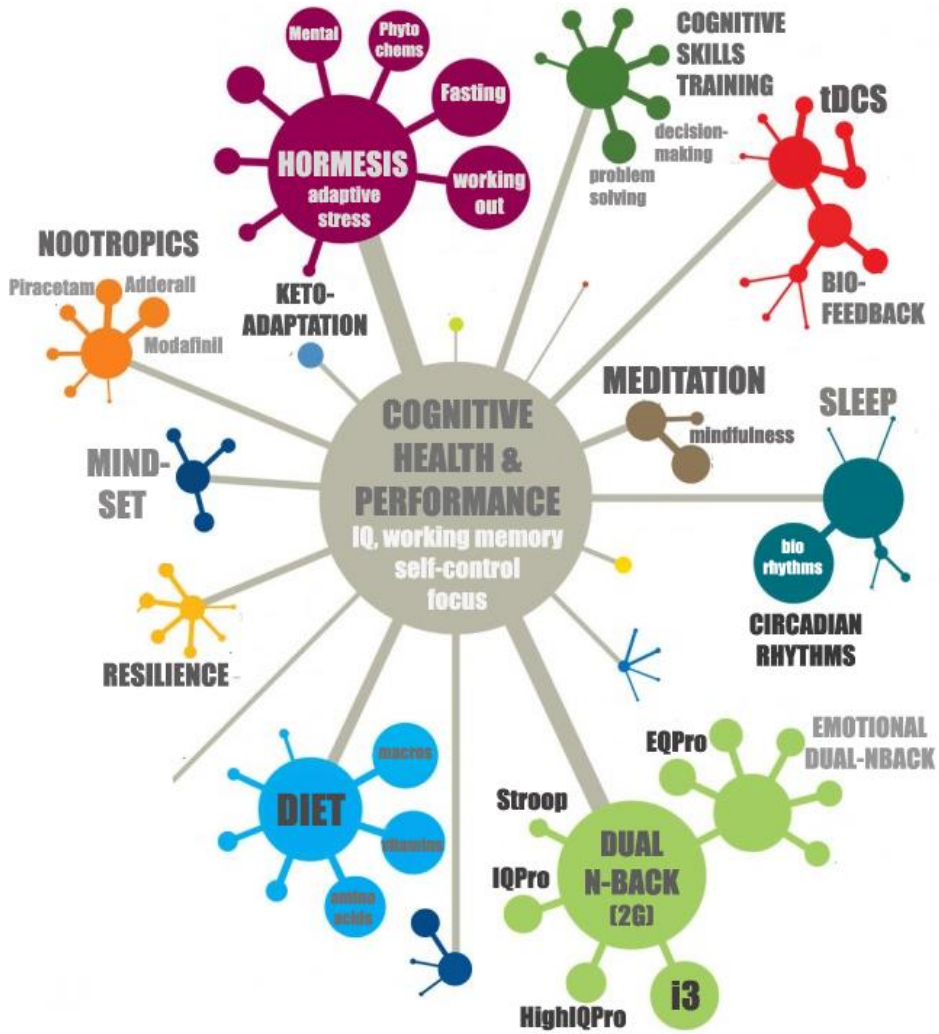 Mental
Phyto
chems
Fasting
HORMESIS
adaptive
stress
working
out
COGNITIVE
SKILLS
TRAINING
decision-
making
problem
solving
tDCS
BIO-
FEEDBACK
NOOTROPICS
Piracetam
Adderall
Modafinil
KETO-
ADAPTATION
MEDITATION
mindfulness
SLEEP
bio
rhythms
CIRCADIAN
RHYTHMS
MIND-
SET
COGNITIVE
HEALTH &
PERFORMANCE
IQ, working memory
self-control
focus
RESILIENCE
DIET
macros
vitamins
amino
acids
EQPro
EMOTIONAL
DUAL-NBACK
Stroop
IQPro
DUAL
N-BACK
(2G)
HighIQPro
i3